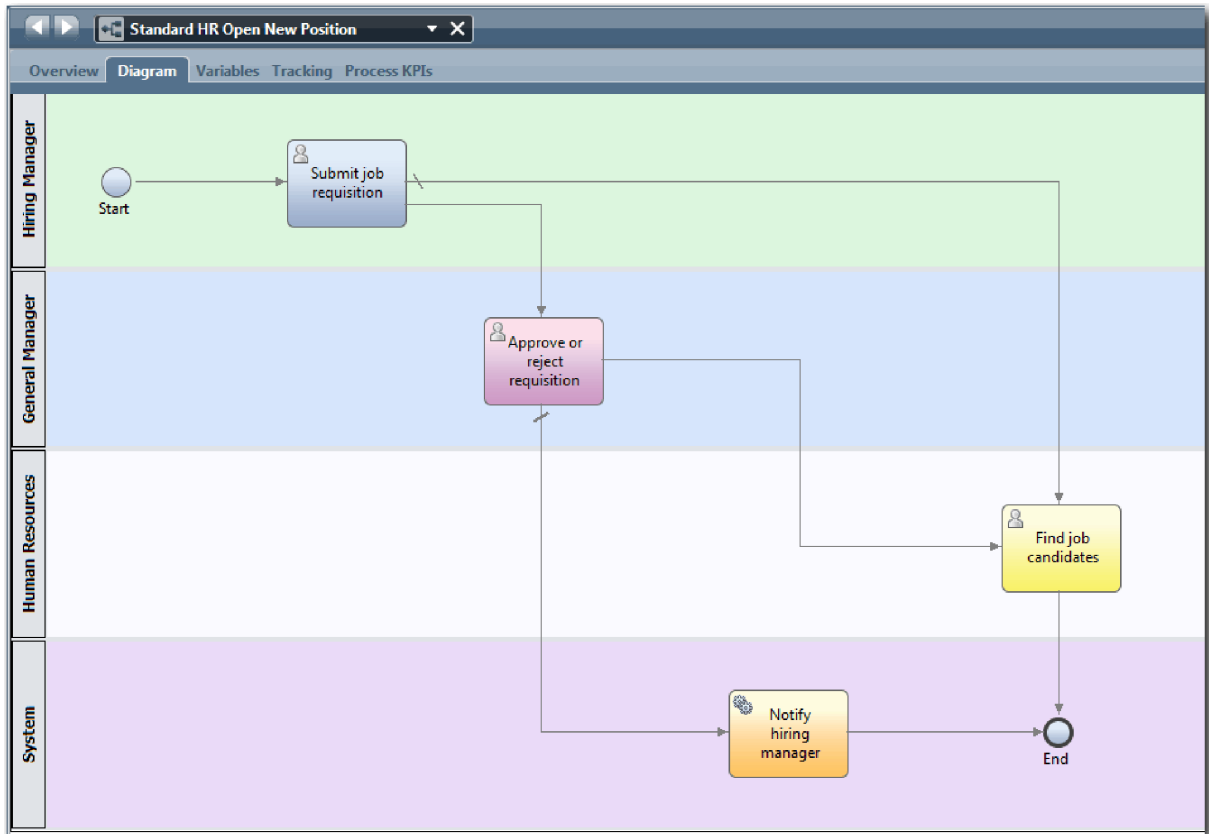 Standard HR Open New Position
Overview Diagram Variables Tracking Process KPIs
Hiring Manager
Start
Submit job
requisition
General Manager
Approve or
reject
requisition
Human Resources
Find job
candidates
System
Notify
hiring
manager
End